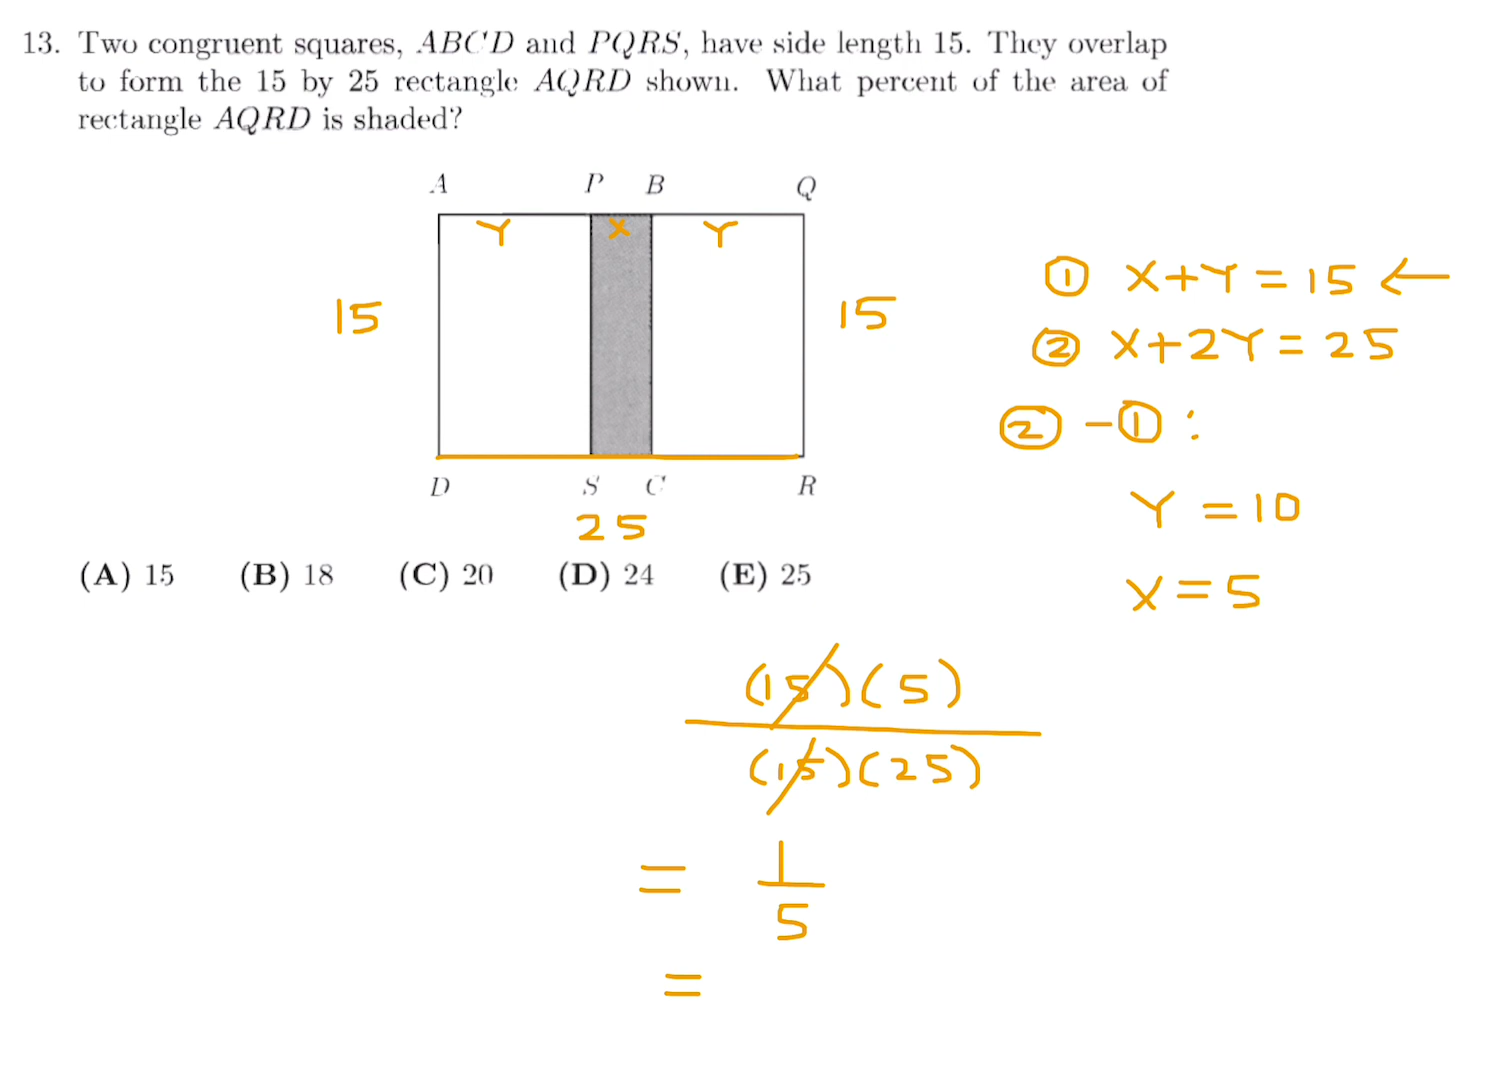 13. Two congruent squares, ABCD and PQRS, have side length 15. They overlap
to form the 15 by 25 rectangle AQRD shown. What percent of the area of
rectangle AQRD is shaded?
A P B Q
Y X Y
15 15
D S C R
25
(A) 15 (B) 18 (C) 20 (D) 24 (E) 25
① X+Y=15 ←
② X+2Y=25
②-①:
Y=10
X=5
(15)(5)
(15)(25)
= 1
5
=